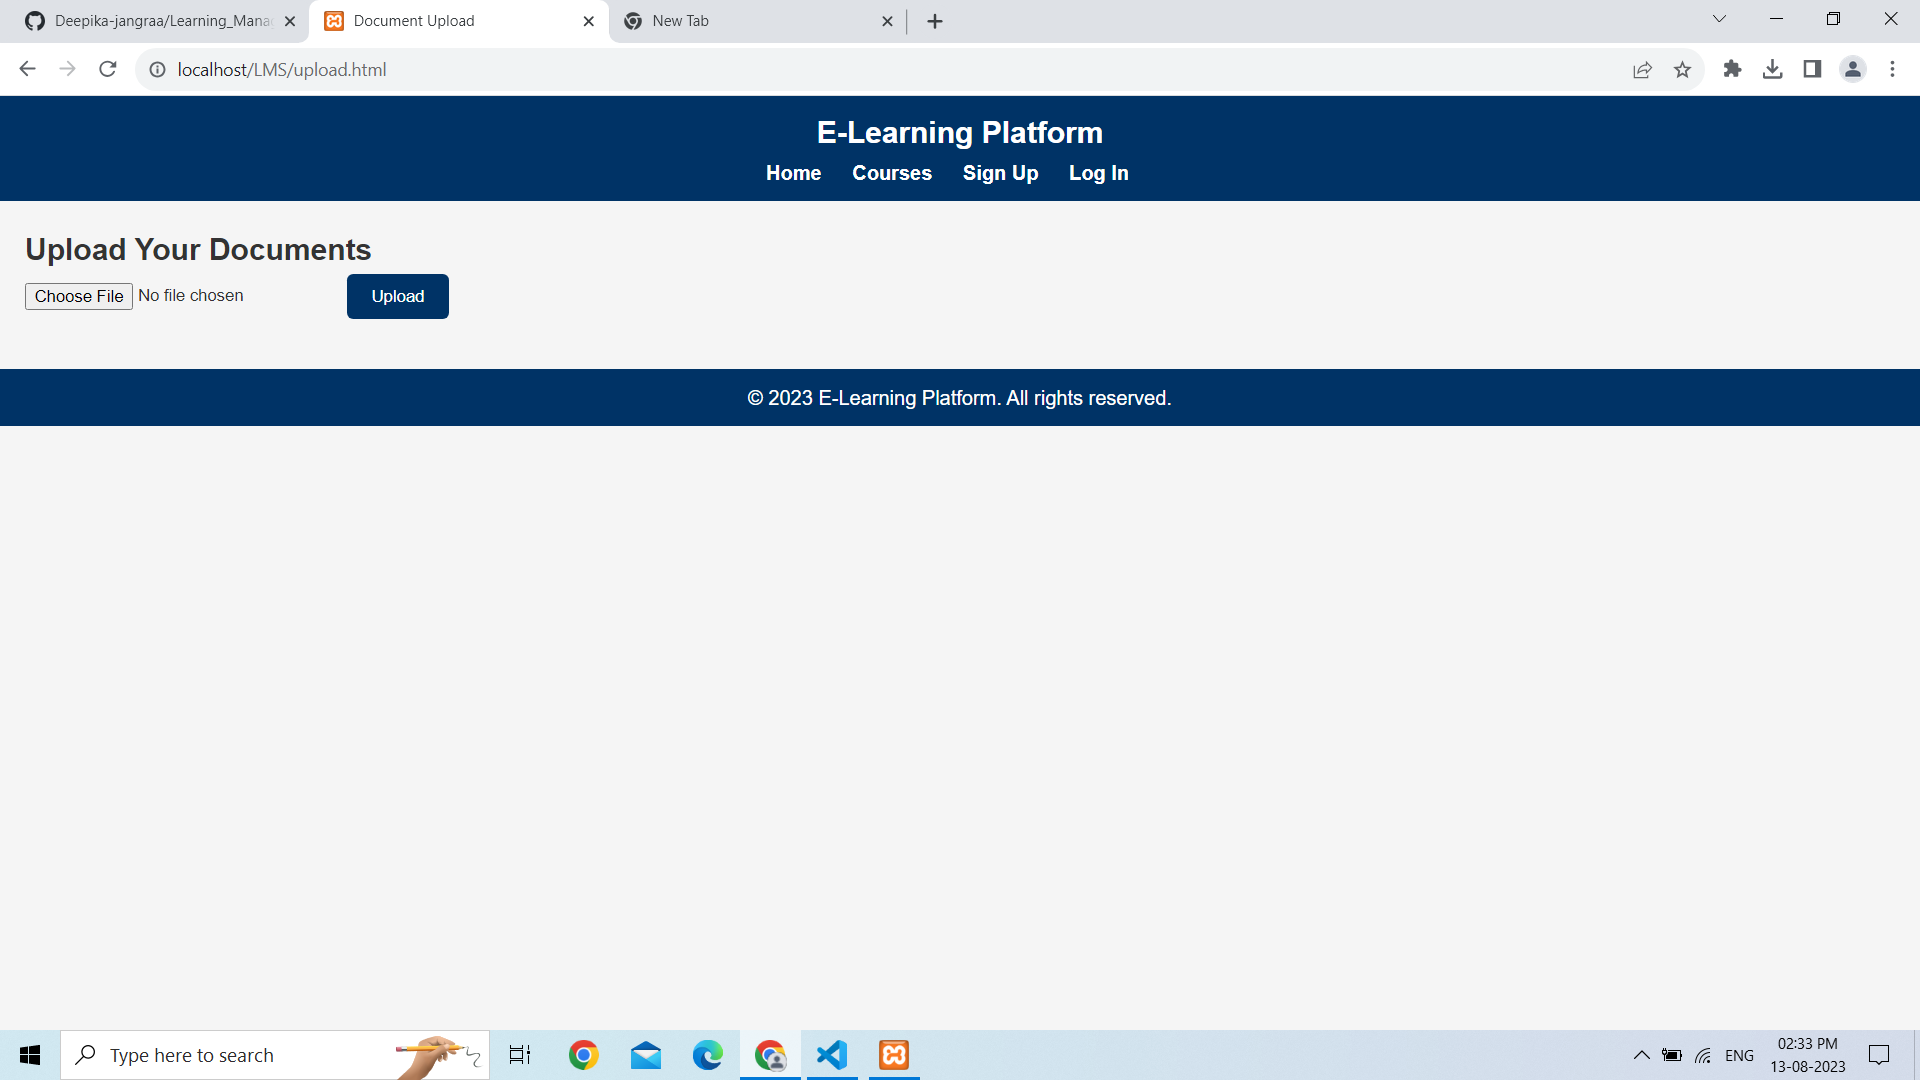 Deepika-jangraa/Learning_Mana
Document Upload
New Tab
localhost/LMS/upload.html
E-Learning Platform
Home Courses Sign Up Log In
Upload Your Documents
Choose File No file chosen Upload
© 2023 E-Learning Platform. All rights reserved.
Type here to search
ENG
02:33 PM
13-08-2023